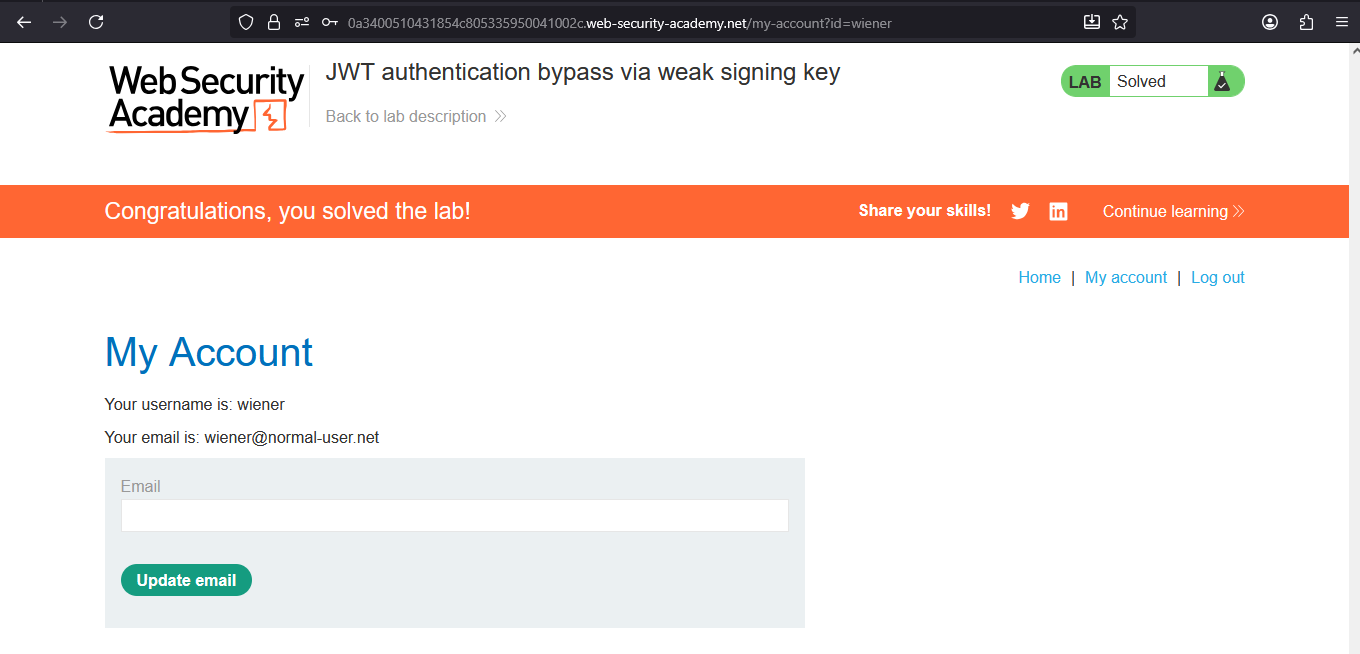 0a3400510431854c805335950041002c.web-security-academy.net/my-account?id=wiener
Web Security
Academy
JWT authentication bypass via weak signing key
Back to lab description
LAB Solved
Congratulations, you solved the lab!
Share your skills!
Continue learning
Home | My account | Log out
My Account
Your username is: wiener
Your email is: wiener@normal-user.net
Email
Update email